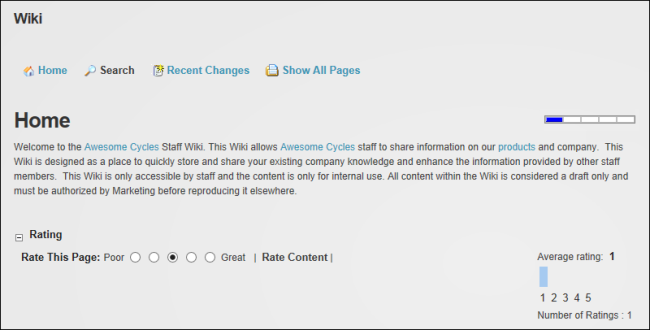 Wiki
Home Search Recent Changes Show All Pages
Home
Welcome to the Awesome Cycles Staff Wiki. This Wiki allows Awesome Cycles staff to share information on our products and company. This
Wiki is designed as a place to quickly store and share your existing company knowledge and enhance the information provided by other staff
members. This Wiki is only accessible by staff and the content is only for internal use. All content within the Wiki is considered a draft only and
must be authorized by Marketing before reproducing it elsewhere.
Rating
Rate This Page: Poor Great | Rate Content |
Average rating: 1
1 2 3 4 5
Number of Ratings : 1